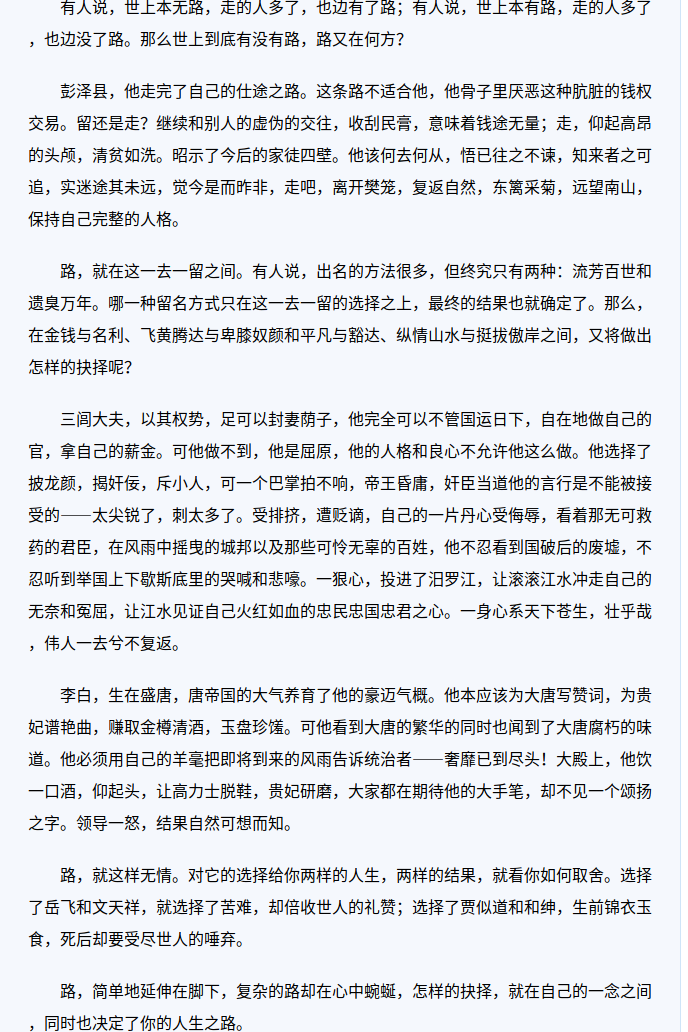 有人说，世上本无路，走的人多了，也边有了路；有人说，世上本有路，走的人多了
，也边没了路。那么世上到底有没有路，路又在何方？
彭泽县，他走完了自己的仕途之路。这条路不适合他，他骨子里厌恶这种肮脏的钱权
交易。留还是走？继续和别人的虚伪的交往，收刮民膏，意味着钱途无量；走，仰起高昂
的头颅，清贫如洗。昭示了今后的家徒四壁。他该何去何从，悟已往之不谏，知来者之可
追，实迷途其未远，觉今是而昨非，走吧，离开樊笼，复返自然，东篱采菊，远望南山，
保持自己完整的人格。
路，就在这一去一留之间。有人说，出名的方法很多，但终究只有两种：流芳百世和
遗臭万年。哪一种留名方式只在这一去一留的选择之上，最终的结果也就确定了。那么，
在金钱与名利、飞黄腾达与卑膝奴颜和平凡与豁达、纵情山水与挺拔傲岸之间，又将做出
怎样的抉择呢？
三闾大夫，以其权势，足可以封妻荫子，他完全可以不管国运日下，自在地做自己的
官，拿自己的薪金。可他做不到，他是屈原，他的人格和良心不允许他这么做。他选择了
披龙颜，揭奸佞，斥小人，可一个巴掌拍不响，帝王昏庸，奸臣当道他的言行是不能被接
受的——太尖锐了，刺太多了。受排挤，遭贬谪，自己的一片丹心受侮辱，看着那无可救
药的君臣，在风雨中摇曳的城邦以及那些可怜无辜的百姓，他不忍看到国破后的废墟，不
忍听到举国上下歇斯底里的哭喊和悲嚎。一狠心，投进了汨罗江，让滚滚江水冲走自己的
无奈和冤屈，让江水见证自己火红如血的忠民忠国忠君之心。一身心系天下苍生，壮乎哉
，伟人一去兮不复返。
李白，生在盛唐，唐帝国的大气养育了他的豪迈气概。他本应该为大唐写赞词，为贵
妃谱艳曲，赚取金樽清酒，玉盘珍馐。可他看到大唐的繁华的同时也闻到了大唐腐朽的味
道。他必须用自己的羊毫把即将到来的风雨告诉统治者——奢靡已到尽头！大殿上，他饮
一口酒，仰起头，让高力士脱鞋，贵妃研磨，大家都在期待他的大手笔，却不见一个颂扬
之字。领导一怒，结果自然可想而知。
路，就这样无情。对它的选择给你两样的人生，两样的结果，就看你如何取舍。选择
了岳飞和文天祥，就选择了苦难，却倍收世人的礼赞；选择了贾似道和和绅，生前锦衣玉
食，死后却要受尽世人的唾弃。
路，简单地延伸在脚下，复杂的路却在心中蜿蜒，怎样的抉择，就在自己的一念之间
，同时也决定了你的人生之路。